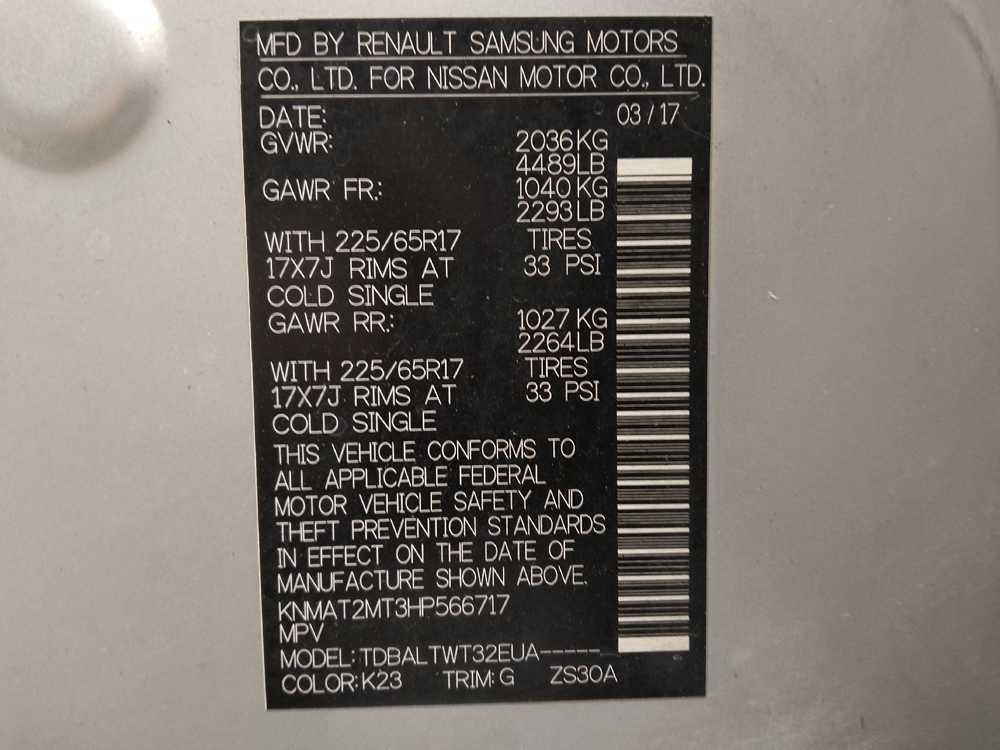 MFD BY RENAULT SAMSUNG MOTORS
CO., LTD. FOR NISSAN MOTOR CO., LTD.
DATE: 03/17
GVWR: 2036KG
4489LB
GAWR FR.: 1040KG
2293LB
WITH 225/65R17 TIRES
17X7J RIMS AT 33 PSI
COLD SINGLE
GAWR RR.: 1027KG
2264LB
WITH 225/65R17 TIRES
17X7J RIMS AT 33 PSI
COLD SINGLE
THIS VEHICLE CONFORMS TO
ALL APPLICABLE FEDERAL
MOTOR VEHICLE SAFETY AND
THEFT PREVENTION STANDARDS
IN EFFECT ON THE DATE OF
MANUFACTURE SHOWN ABOVE.
KNMAT2MT3HP566717
MPV
MODEL: TDBALTWT32EUA-----
COLOR: K23 TRIM: G ZS30A